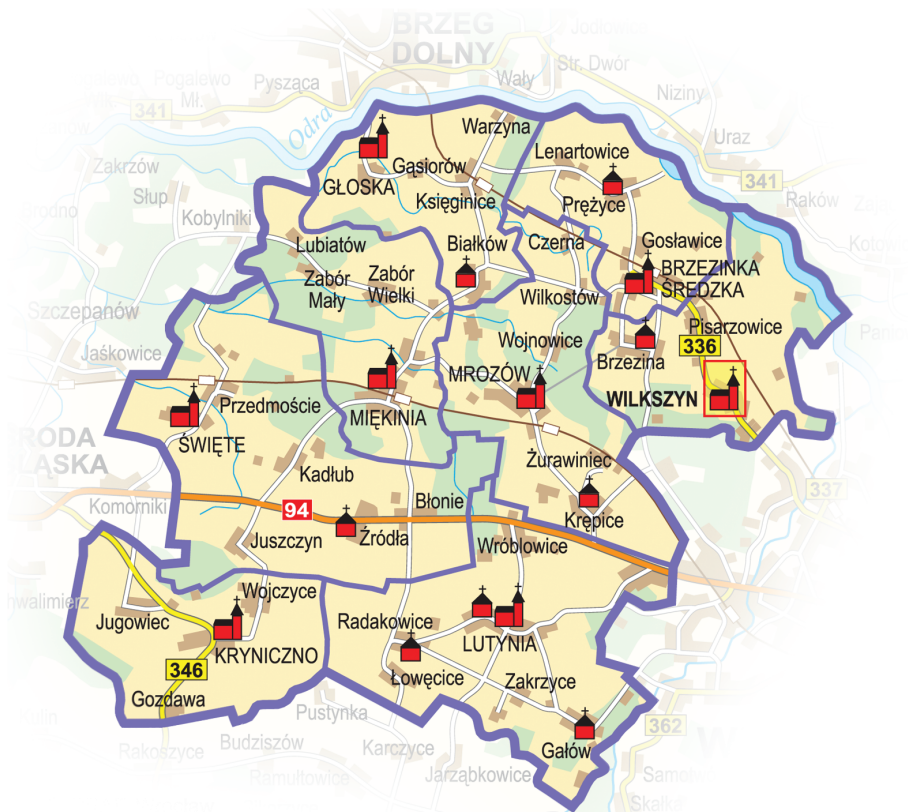 BRZEG
DOLNY
Pogalewo
Mł.
Pysząca
Wały
Str. Dwór
Niziny
341
Odra
Warzyna
Uraz
Zakrzów
Gąsiorów
Lenartowice
341
GŁOSKA
Słup
Księginice
Prężyce
Raków
Kobylniki
Lubiatów
Białków
Czerna
Gosławice
Zabór
Mały
Zabór
Wielki
BRZEZINKA
ŚREDZKA
Wilkostów
Szczepanów
Pisarzowice
Wojnowice
336
Jaśkowice
MROZÓW
Brzezina
WILKSZYN
Przedmoście
MIĘKINIA
ŚWIĘTE
Żurawiniec
Kadłub
337
Błonie
Komorniki
94
Krępice
Juszczyn
Źródła
Wróblowice
Wojczyce
Jugowiec
Radakowice
LUTYNIA
KRYNICZNO
346
Łowęcice
Zakrzyce
Gozdawa
Pustynka
362
Budziszów
Karczyce
Gałów
Rakoszyce
Jarząbkowice
Ramułtowice
Skałka